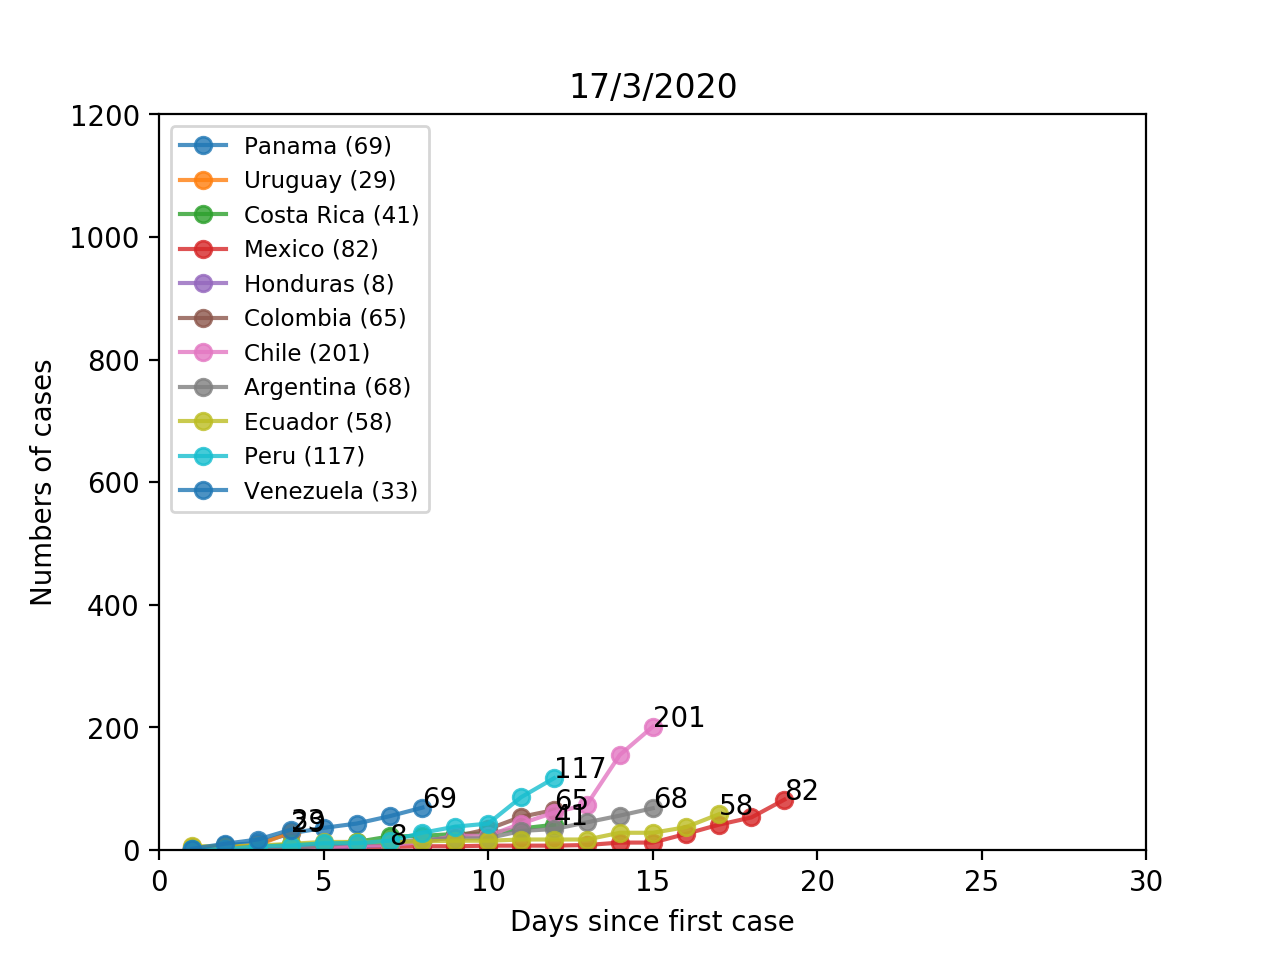 17/3/2020
1200
1000
800
600
400
200
0
Numbers of cases
Panama (69)
Uruguay (29)
Costa Rica (41)
Mexico (82)
Honduras (8)
Colombia (65)
Chile (201)
Argentina (68)
Ecuador (58)
Peru (117)
Venezuela (33)
201
117
82
69
65
68
58
41
33
29
8
0 5 10 15 20 25 30
Days since first case